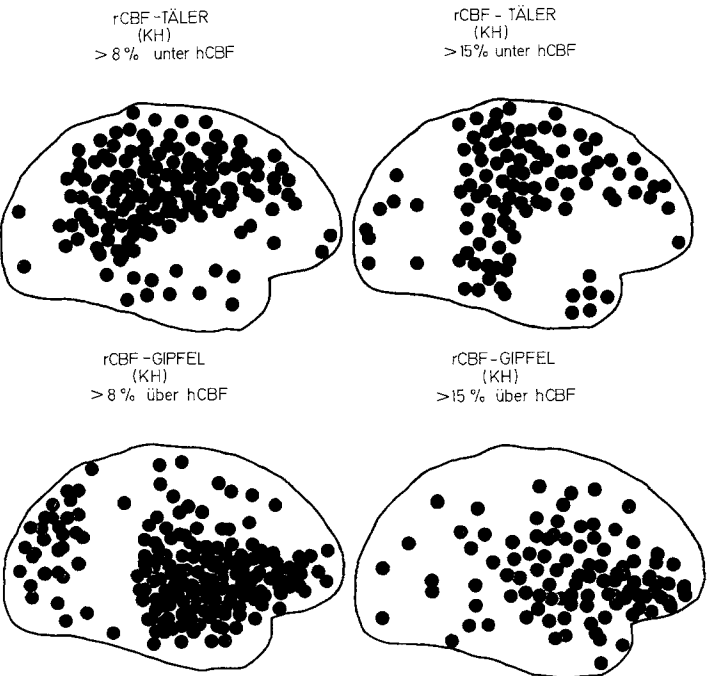 rCBF-TÄLER
(KH)
>8% unter hCBF
rCBF- TÄLER
(KH)
>15% unter hCBF
rCBF-GIPFEL
(KH)
>8% über hCBF
rCBF-GIPFEL
(KH)
>15% über hCBF